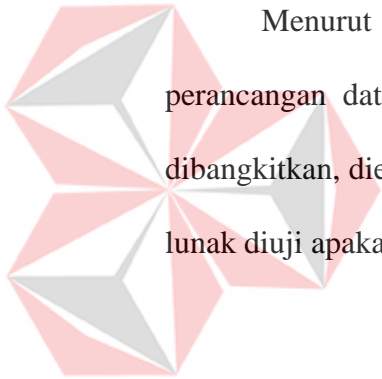 Menurut
perancangan dat
dibangkitkan, die
lunak diuji apaka